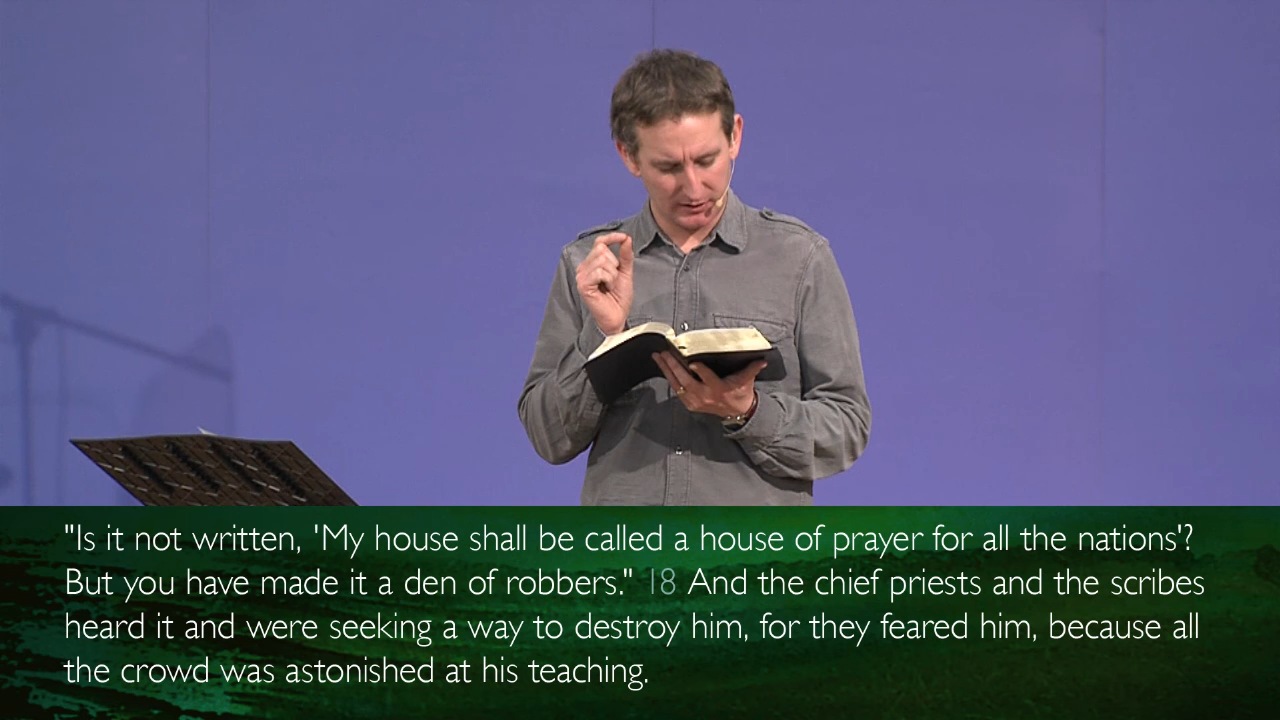 "Is it not written, 'My house shall be called a house of prayer for all the nations'?
But you have made it a den of robbers." 18 And the chief priests and the scribes
heard it and were seeking a way to destroy him, for they feared him, because all
the crowd was astonished at his teaching.